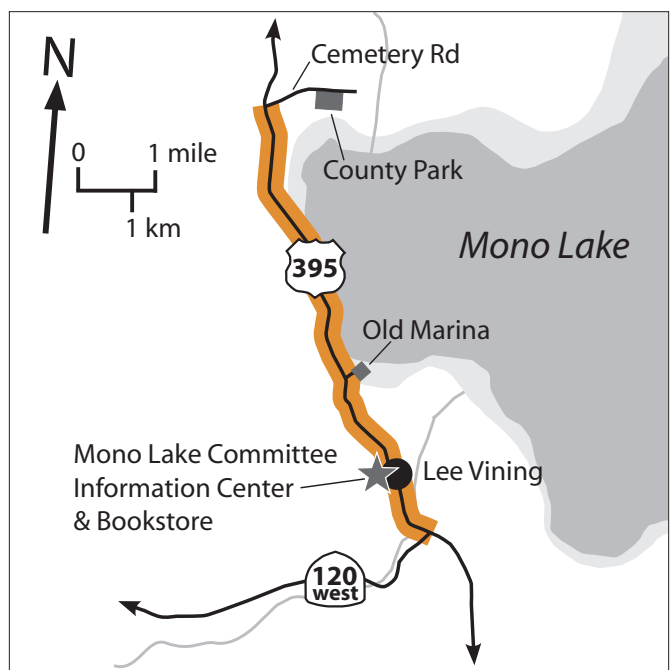 N
Cemetery Rd
0 1 mile
1 km
County Park
Mono Lake
395
Old Marina
Mono Lake Committee
Information Center
& Bookstore
Lee Vining
120
west